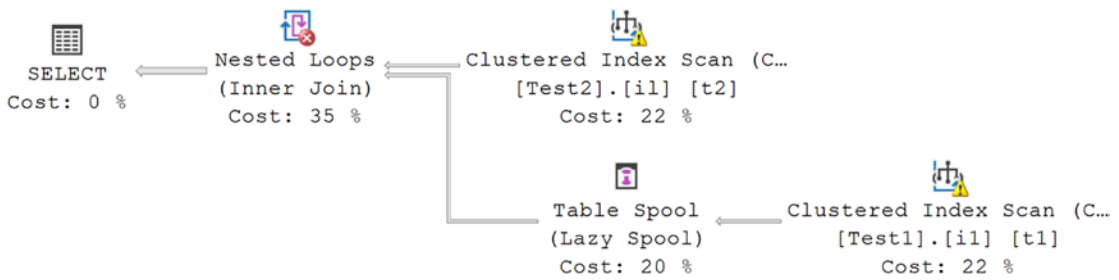 SELECT
Cost: 0 %
Nested Loops
(Inner Join)
Cost: 35 %
Clustered Index Scan (C…
[Test2].[i1] [t2]
Cost: 22 %
Table Spool
(Lazy Spool)
Cost: 20 %
Clustered Index Scan (C…
[Test1].[i1] [t1]
Cost: 22 %